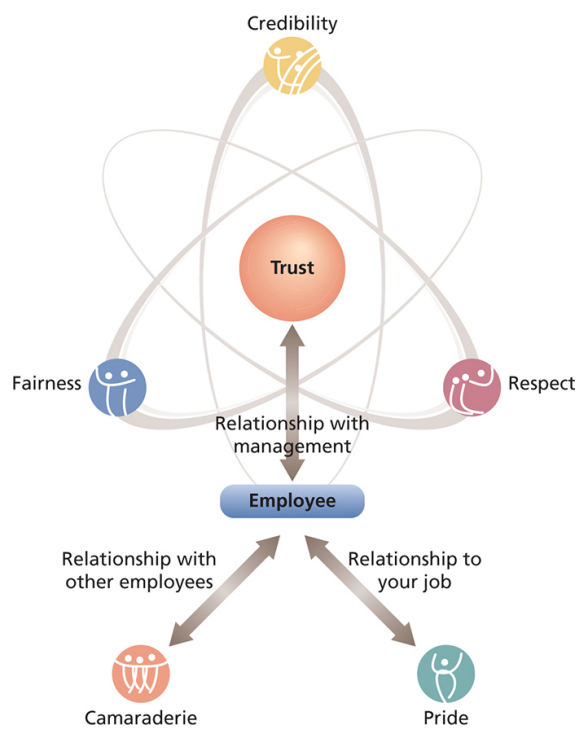 Credibility
Trust
Fairness
Respect
Relationship with
management
Employee
Relationship with
other employees
Relationship to
your job
Camaraderie
Pride